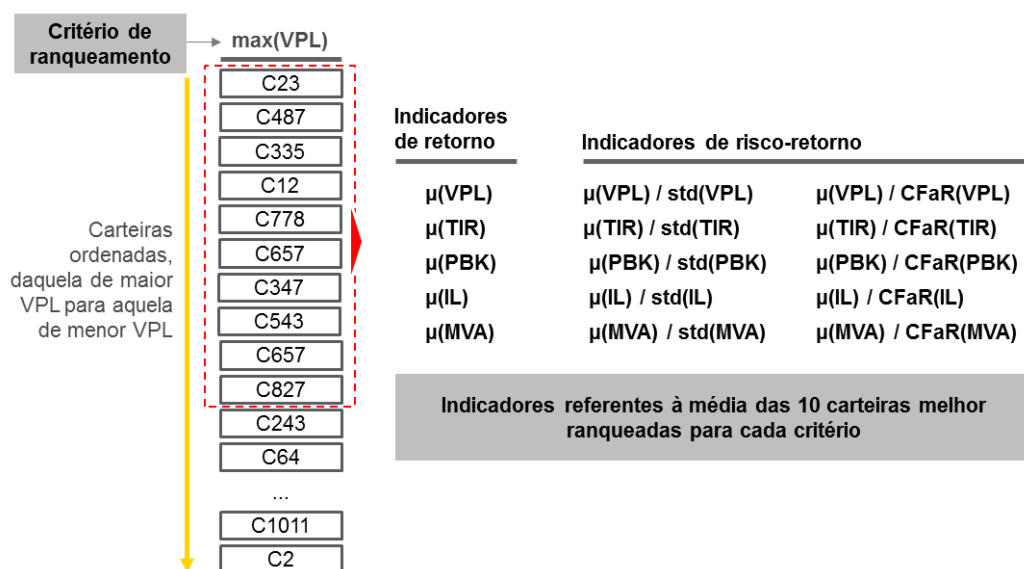 Critério de
ranqueamento
max(VPL)
C23
C487
C335
C12
C778
C657
C347
C543
C657
C827
C243
C64
...
C1011
C2
Carteiras
ordenadas,
daquela de maior
VPL para aquela
de menor VPL
Indicadores
de retorno
µ(VPL)
µ(TIR)
µ(PBK)
µ(IL)
µ(MVA)
Indicadores de risco-retorno
µ(VPL) / std(VPL)
µ(TIR) / std(TIR)
µ(PBK) / std(PBK)
µ(IL) / std(IL)
µ(MVA) / std(MVA)
µ(VPL) / CFaR(VPL)
µ(TIR) / CFaR(TIR)
µ(PBK) / CFaR(PBK)
µ(IL) / CFaR(IL)
µ(MVA) / CFaR(MVA)
Indicadores referentes à média das 10 carteiras melhor
ranqueadas para cada critério